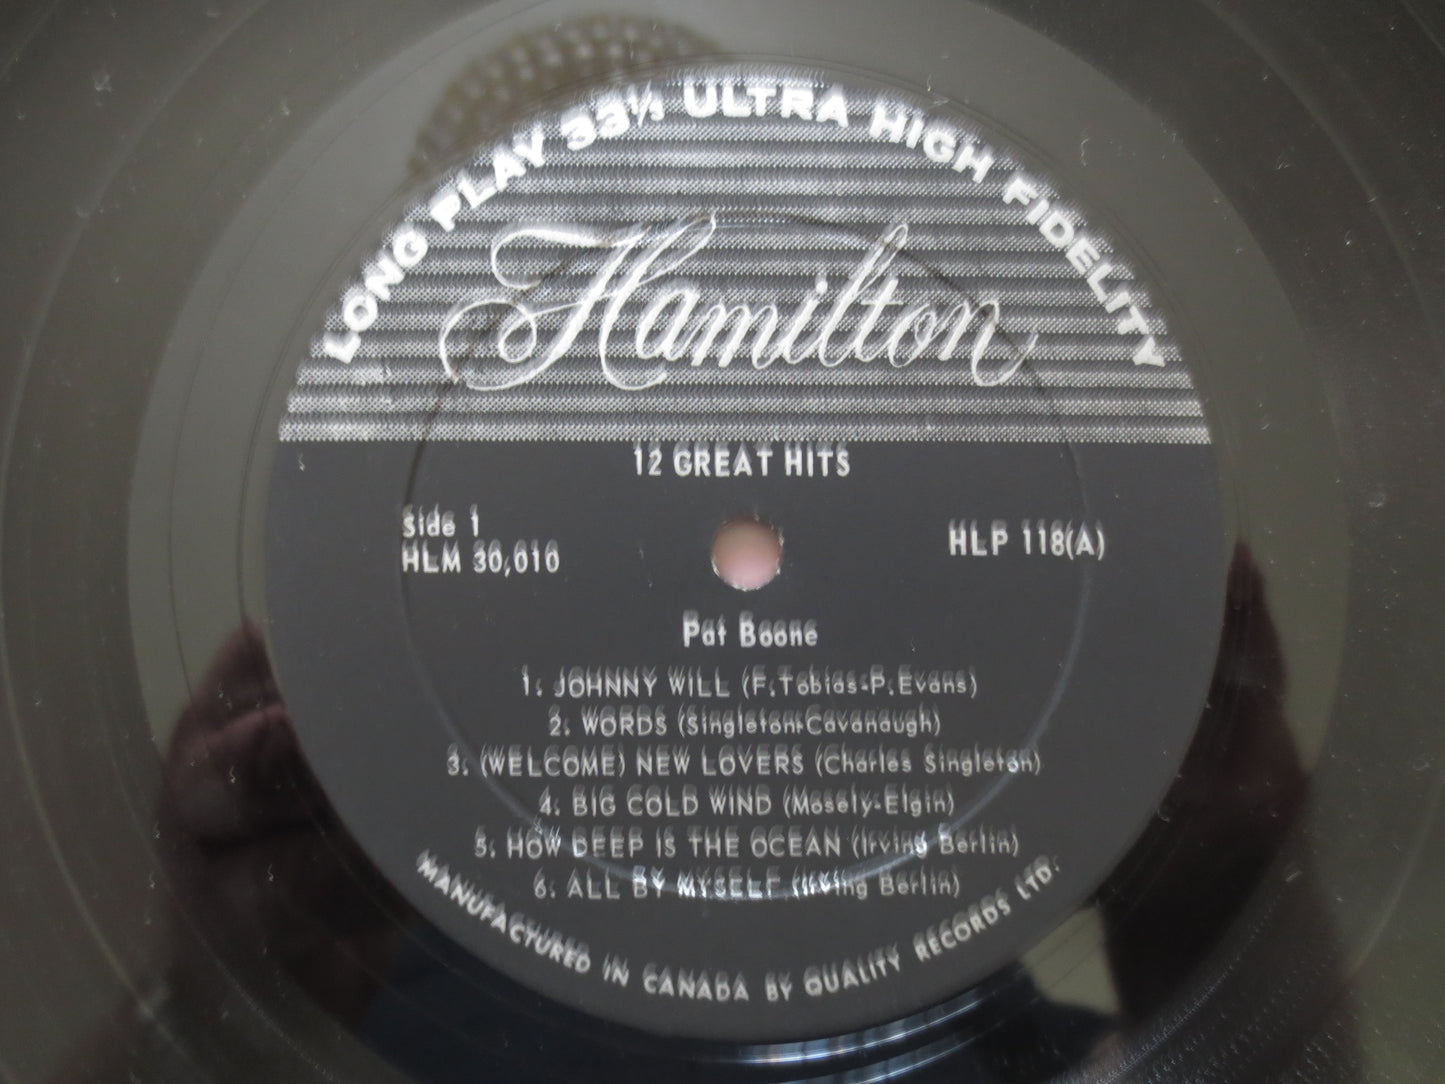 LONG PLAY 33⅓ ULTRA HIGH FIDELITY
Hamilton
12 GREAT HITS
Side 1
HLM 30,010
HLP 118(A)
Pat Boone
1. JOHNNY WILL (F.Tobias-P.Evans)
2. WORDS (Singleton-Cavanaugh)
3. (WELCOME) NEW LOVERS (Charles Singleton)
4. BIG COLD WIND (Mosely-Elgin)
5. HOW DEEP IS THE OCEAN (Irving Berlin)
6. ALL BY MYSELF (Irving Berlin)
MANUFACTURED IN CANADA BY QUALITY RECORDS LTD.